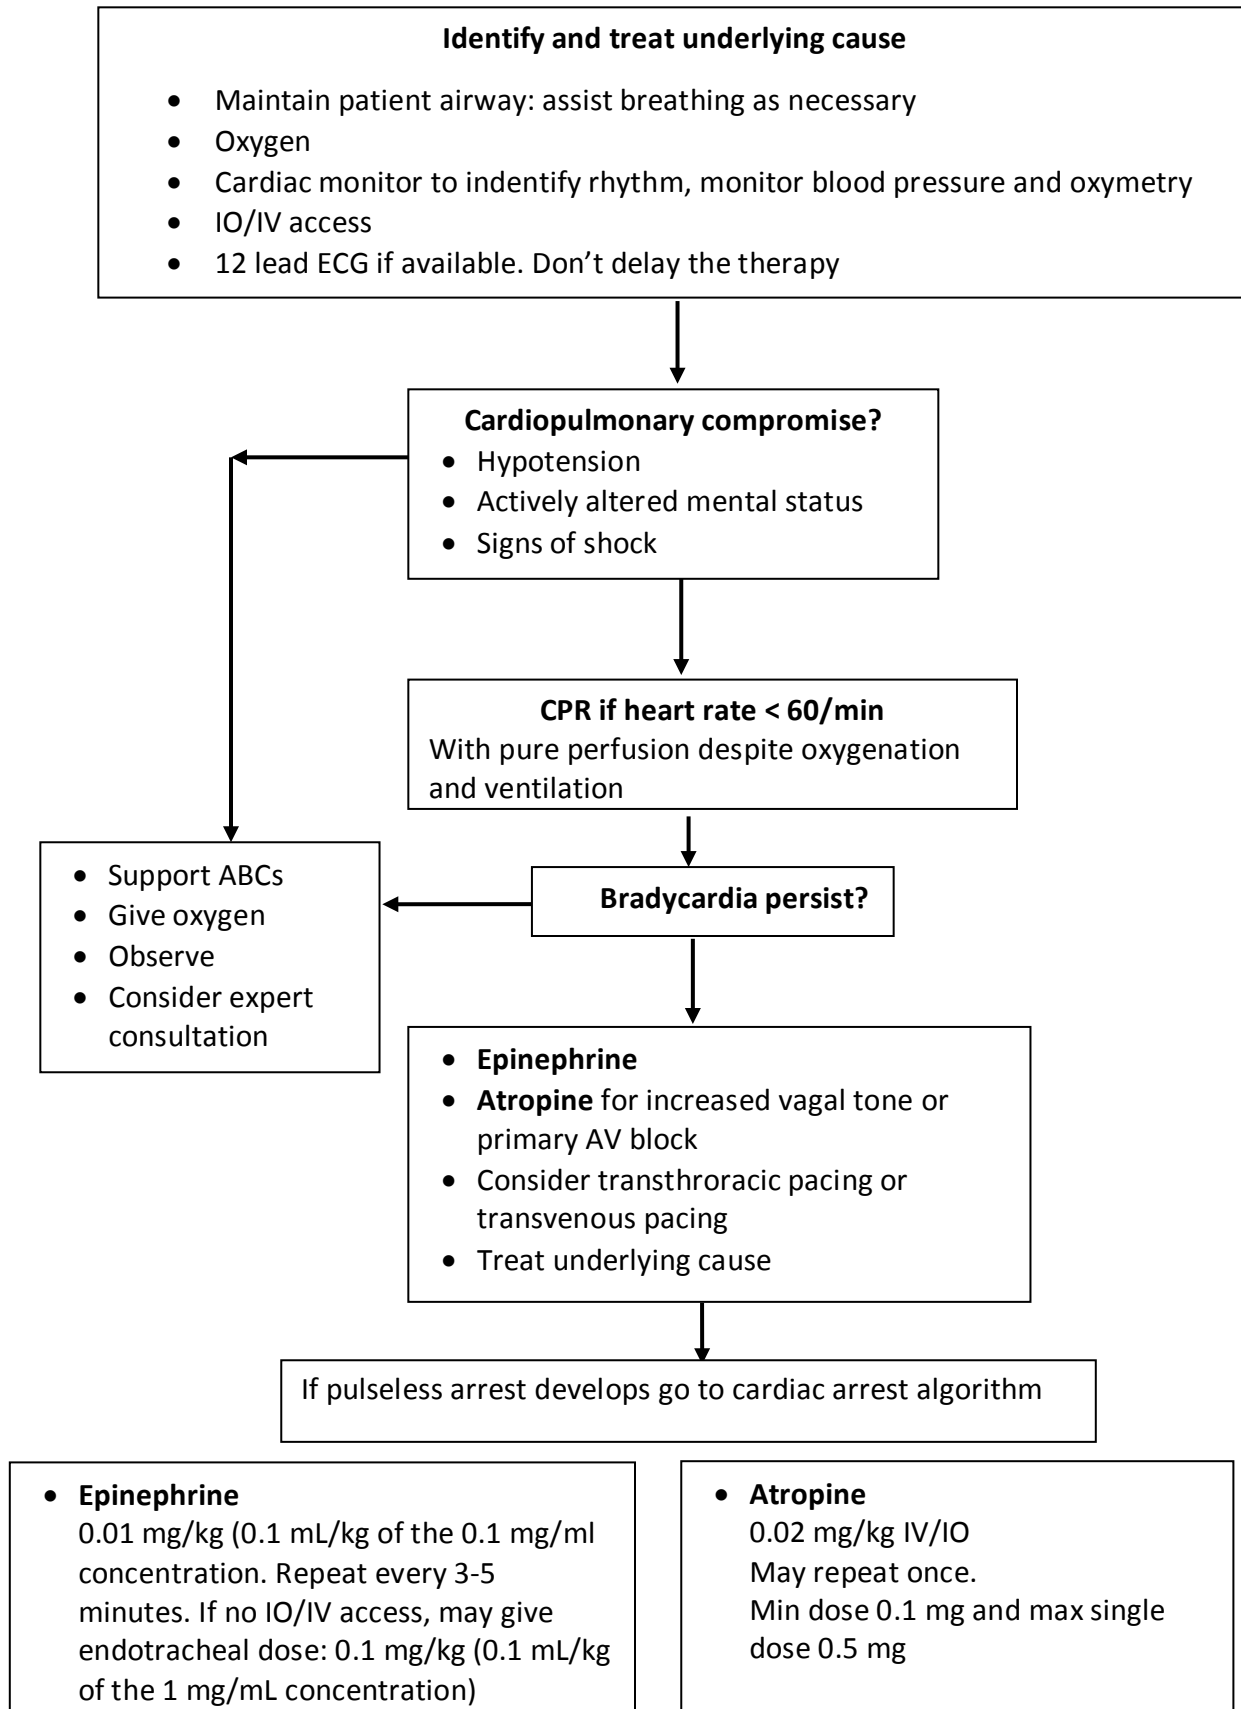 Identify and treat underlying cause
• Maintain patient airway: assist breathing as necessary
• Oxygen
• Cardiac monitor to indentify rhythm, monitor blood pressure and oxymetry
• IO/IV access
• 12 lead ECG if available. Don’t delay the therapy
Cardiopulmonary compromise?
• Hypotension
• Actively altered mental status
• Signs of shock
CPR if heart rate < 60/min
With pure perfusion despite oxygenation
and ventilation
• Support ABCs
• Give oxygen
• Observe
• Consider expert
consultation
Bradycardia persist?
• Epinephrine
• Atropine for increased vagal tone or
primary AV block
• Consider transthroracic pacing or
transvenous pacing
• Treat underlying cause
If pulseless arrest develops go to cardiac arrest algorithm
• Epinephrine
0.01 mg/kg (0.1 mL/kg of the 0.1 mg/ml
concentration. Repeat every 3-5
minutes. If no IO/IV access, may give
endotracheal dose: 0.1 mg/kg (0.1 mL/kg
of the 1 mg/mL concentration)
• Atropine
0.02 mg/kg IV/IO
May repeat once.
Min dose 0.1 mg and max single
dose 0.5 mg